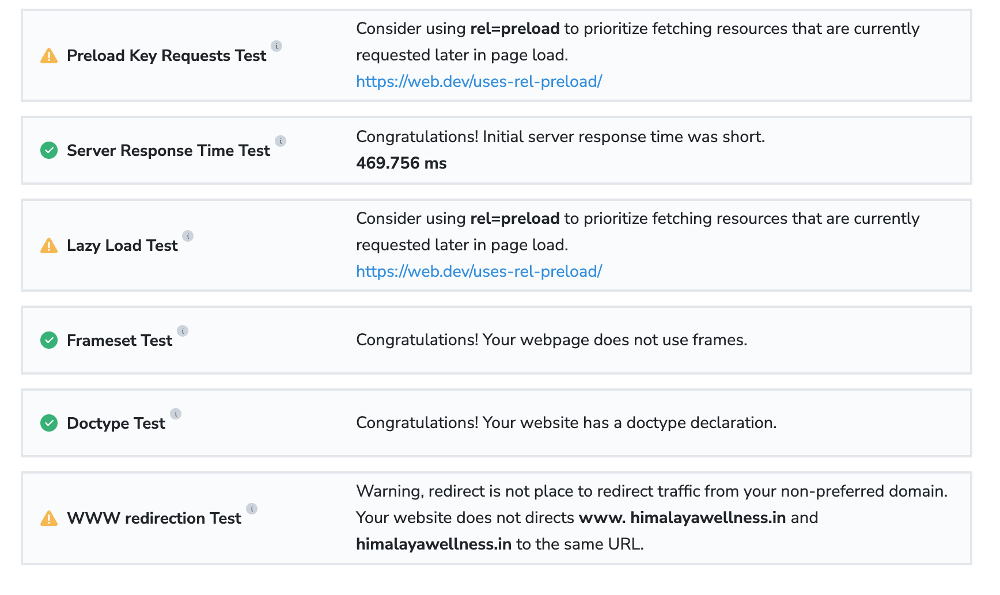 Preload Key Requests Test i
Consider using rel=preload to prioritize fetching resources that are currently
requested later in page load.
https://web.dev/uses-rel-preload/
Server Response Time Test i
Congratulations! Initial server response time was short.
469.756 ms
Lazy Load Test i
Consider using rel=preload to prioritize fetching resources that are currently
requested later in page load.
https://web.dev/uses-rel-preload/
Frameset Test i
Congratulations! Your webpage does not use frames.
Doctype Test i
Congratulations! Your website has a doctype declaration.
WWW redirection Test i
Warning, redirect is not place to redirect traffic from your non-preferred domain.
Your website does not directs www. himalayawellness.in and
himalayawellness.in to the same URL.